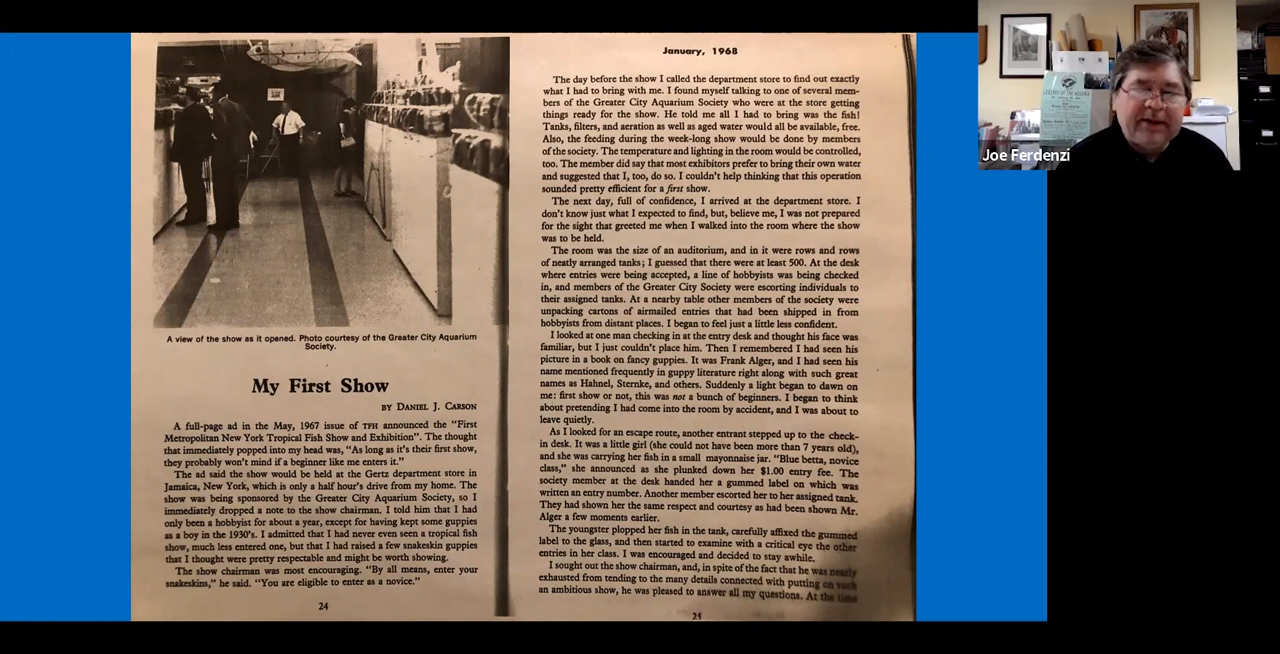 A view of the show as it opened. Photo courtesy of the Greater City Aquarium
Society.
My First Show
BY DANIEL J. CARSON
A full-page ad in the May, 1967 issue of TFH announced the “First
Metropolitan New York Tropical Fish Show and Exhibition”. The thought
that immediately popped into my head was, “As long as it’s their first show,
they probably won’t mind if a beginner like me enters it.”
The ad said the show would be held at the Gertz department store in
Jamaica, New York, which is only a half hour’s drive from my home. The
show was being sponsored by the Greater City Aquarium Society, so I
immediately dropped a note to the show chairman. I told him that I had
only been a hobbyist for about a year, except for having kept some guppies
as a boy in the 1930’s. I admitted that I had never even seen a tropical fish
show, much less entered one, but that I had raised a few snakeskin guppies
that I thought were pretty respectable and might be worth showing.
The show chairman was most encouraging. “By all means, enter your
snakeskins,” he said. “You are eligible to enter as a novice.”
24
January, 1968
The day before the show I called the department store to find out exactly
what I had to bring with me. I found myself talking to one of several mem-
bers of the Greater City Aquarium Society who were at the store getting
things ready for the show. He told me all I had to bring was the fish!
Tanks, filters, and aeration as well as aged water would all be available, free.
Also, the feeding during the week-long show would be done by members
of the society. The temperature and lighting in the room would be controlled,
too. The member did say that most exhibitors prefer to bring their own water
and suggested that I, too, do so. I couldn’t help thinking that this operation
sounded pretty efficient for a first show.
The next day, full of confidence, I arrived at the department store. I
don’t know just what I expected to find, but, believe me, I was not prepared
for the sight that greeted me when I walked into the room where the show
was to be held.
The room was the size of an auditorium, and in it were rows and rows
of neatly arranged tanks; I guessed that there were at least 500. At the desk
where entries were being accepted, a line of hobbyists was being checked
in, and members of the Greater City Society were escorting individuals to
their assigned tanks. At a nearby table other members of the society were
unpacking cartons of airmailed entries that had been shipped in from
hobbyists from distant places. I began to feel just a little less confident.
I looked at one man checking in at the entry desk and thought his face was
familiar, but I just couldn’t place him. Then I remembered I had seen his
picture in a book on fancy guppies. It was Frank Alger, and I had seen his
name mentioned frequently in guppy literature right along with such great
names as Hahnel, Sternke, and others. Suddenly a light began to dawn on
me: first show or not, this was not a bunch of beginners. I began to think
about pretending I had come into the room by accident, and I was about to
leave quietly.
As I looked for an escape route, another entrant stepped up to the check-
in desk. It was a little girl (she could not have been more than 7 years old),
and she was carrying her fish in a small mayonnaise jar. “Blue betta, novice
class,” she announced as she plunked down her $1.00 entry fee. The
society member at the desk handed her a gummed label on which was
written an entry number. Another member escorted her to her assigned tank.
They had shown her the same respect and courtesy as had been shown Mr.
Alger a few moments earlier.
The youngster plopped her fish in the tank, carefully affixed the gummed
label to the glass, and then started to examine with a critical eye the other
entries in her class. I was encouraged and decided to stay awhile.
I sought out the show chairman, and, in spite of the fact that he was nearly
exhausted from tending to the many details connected with putting on such
an ambitious show, he was pleased to answer all my questions. At the time
Joe Ferdenzi